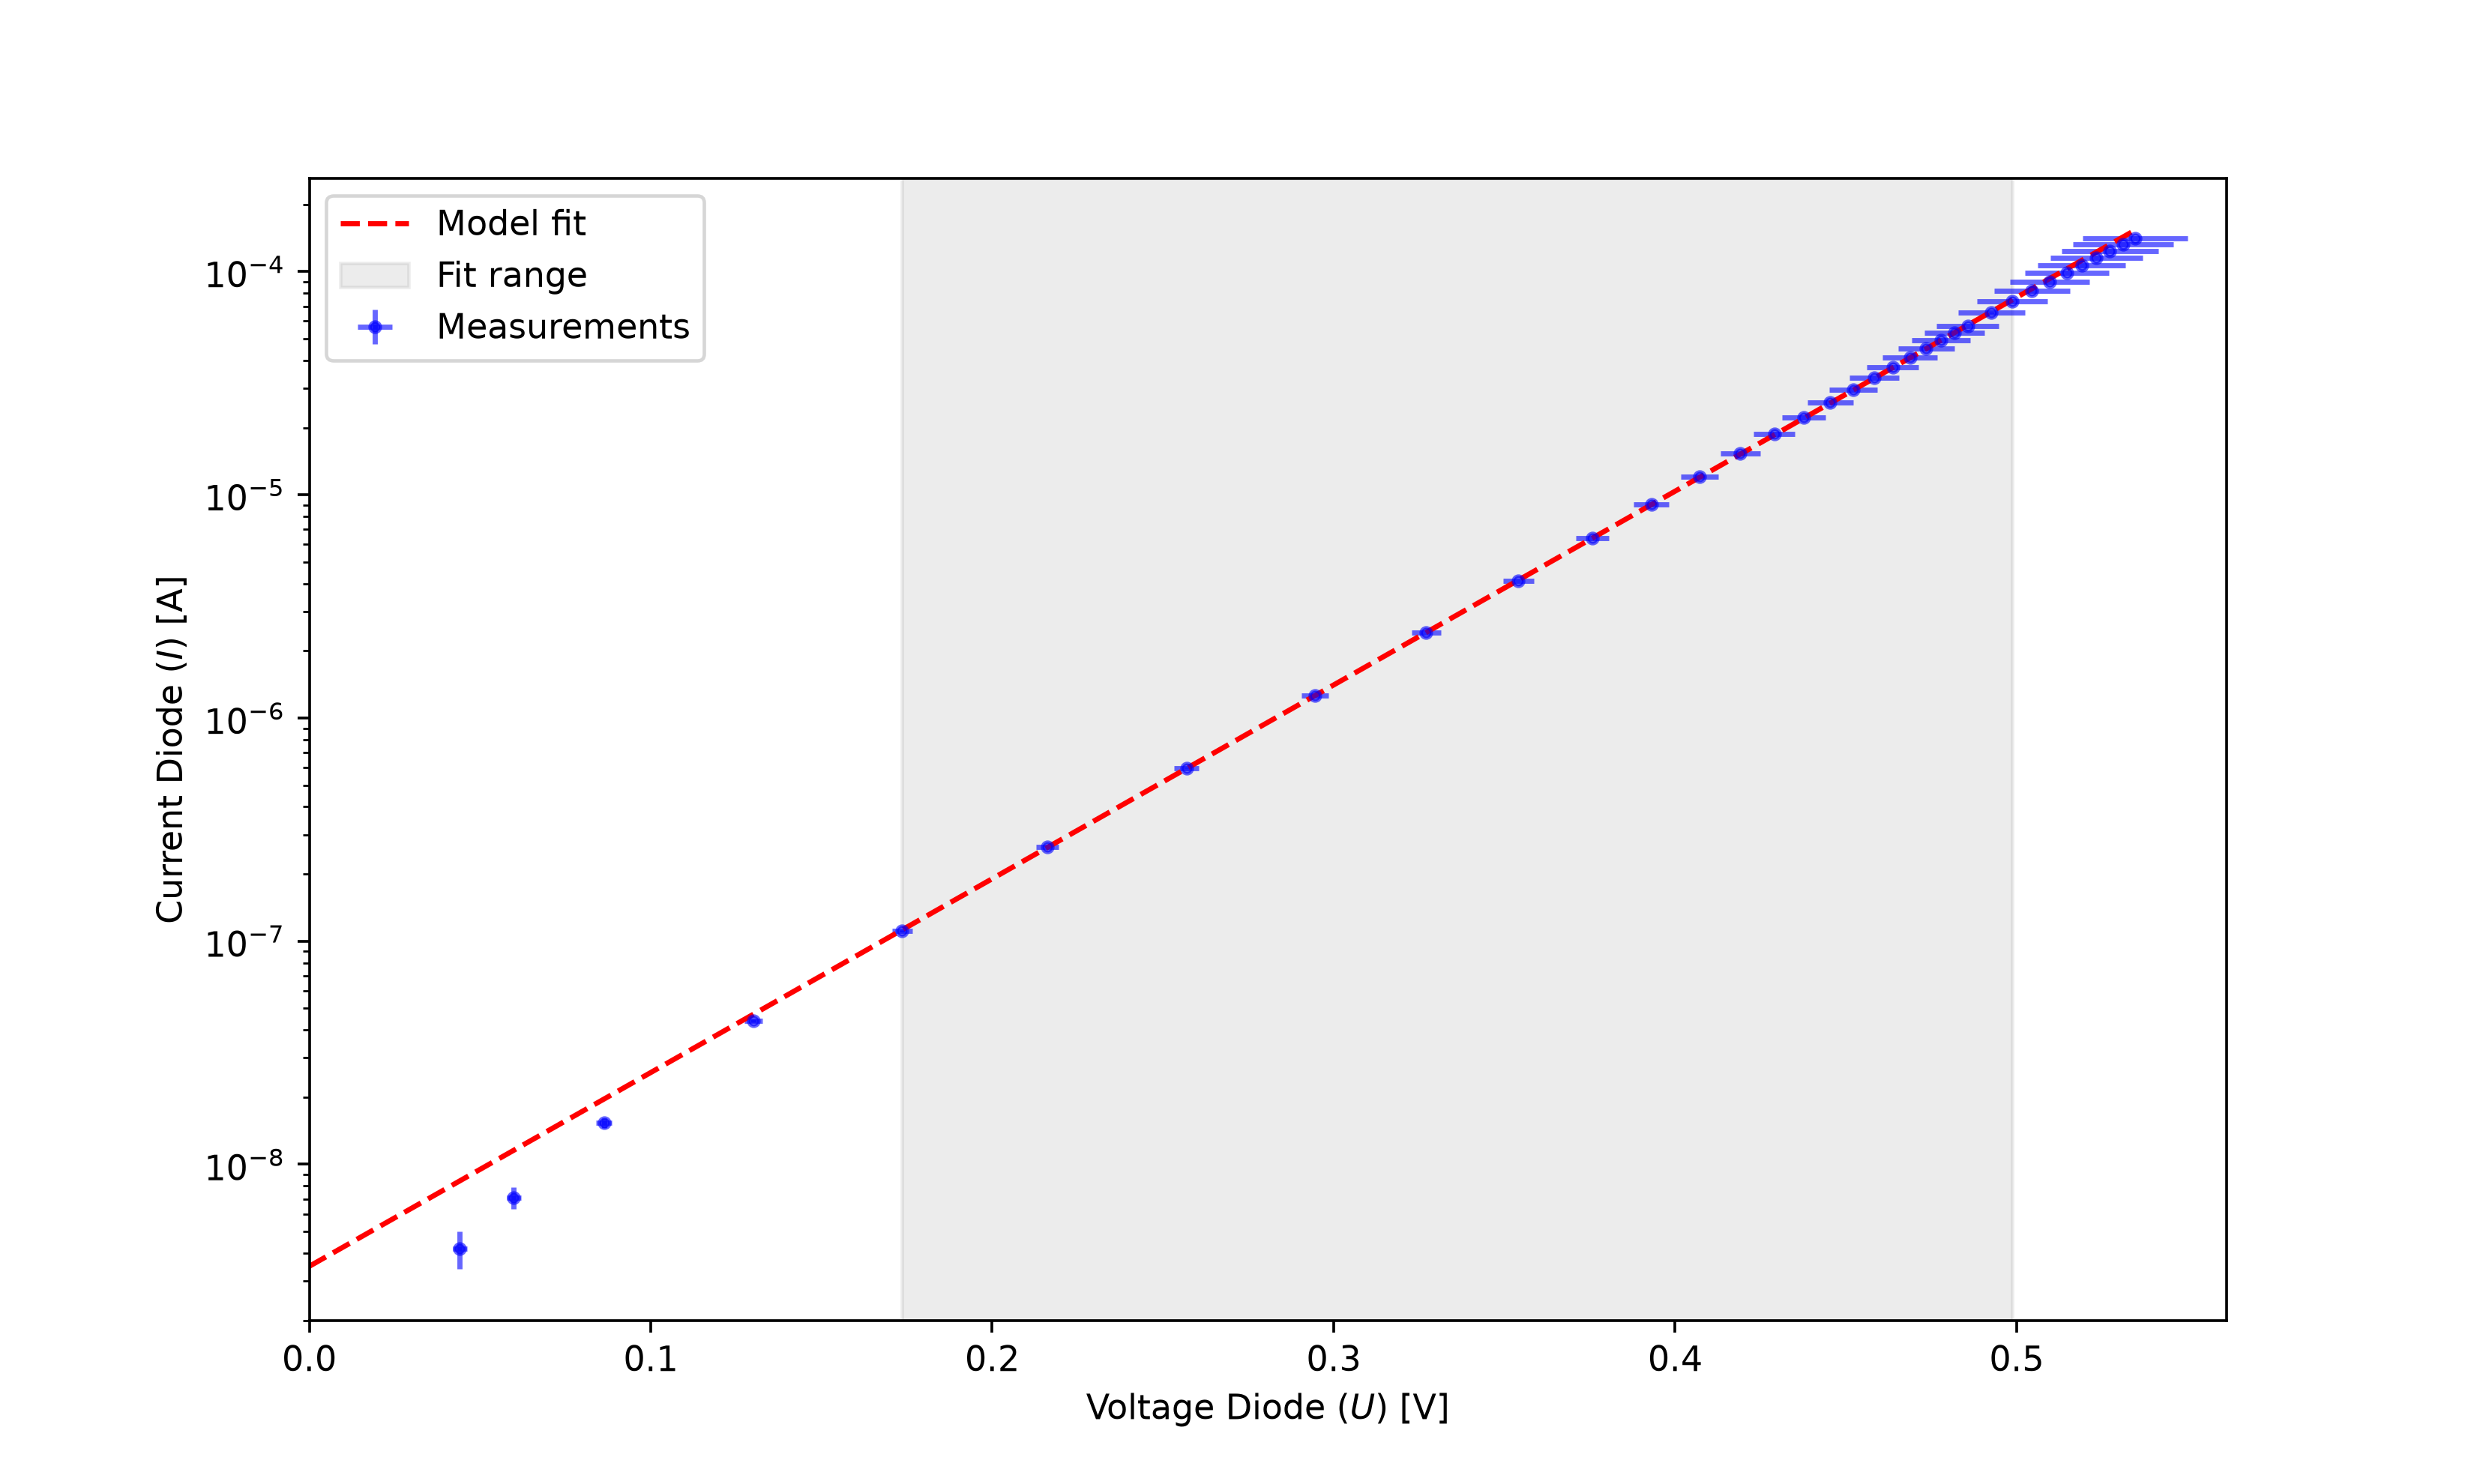 Model fit
Fit range
Measurements
Current Diode (I) [A]
10⁻⁴
10⁻⁵
10⁻⁶
10⁻⁷
10⁻⁸
0.0 0.1 0.2 0.3 0.4 0.5
Voltage Diode (U) [V]